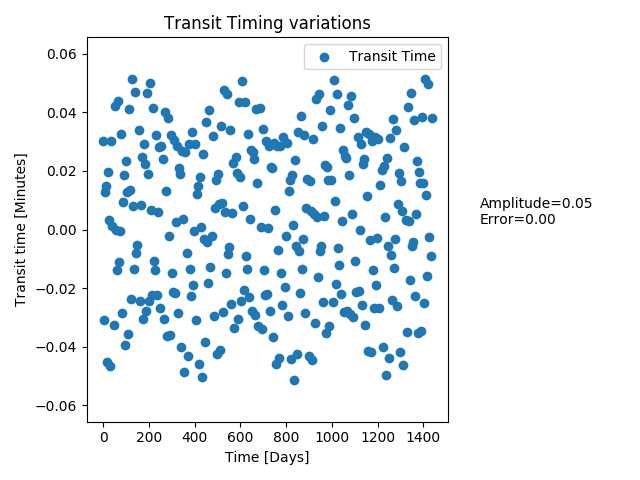 Transit Timing variations
Transit Time
0.06
0.04
0.02
0.00
−0.02
−0.04
−0.06
Transit time [Minutes]
0 200 400 600 800 1000 1200 1400
Time [Days]
Amplitude=0.05
Error=0.00